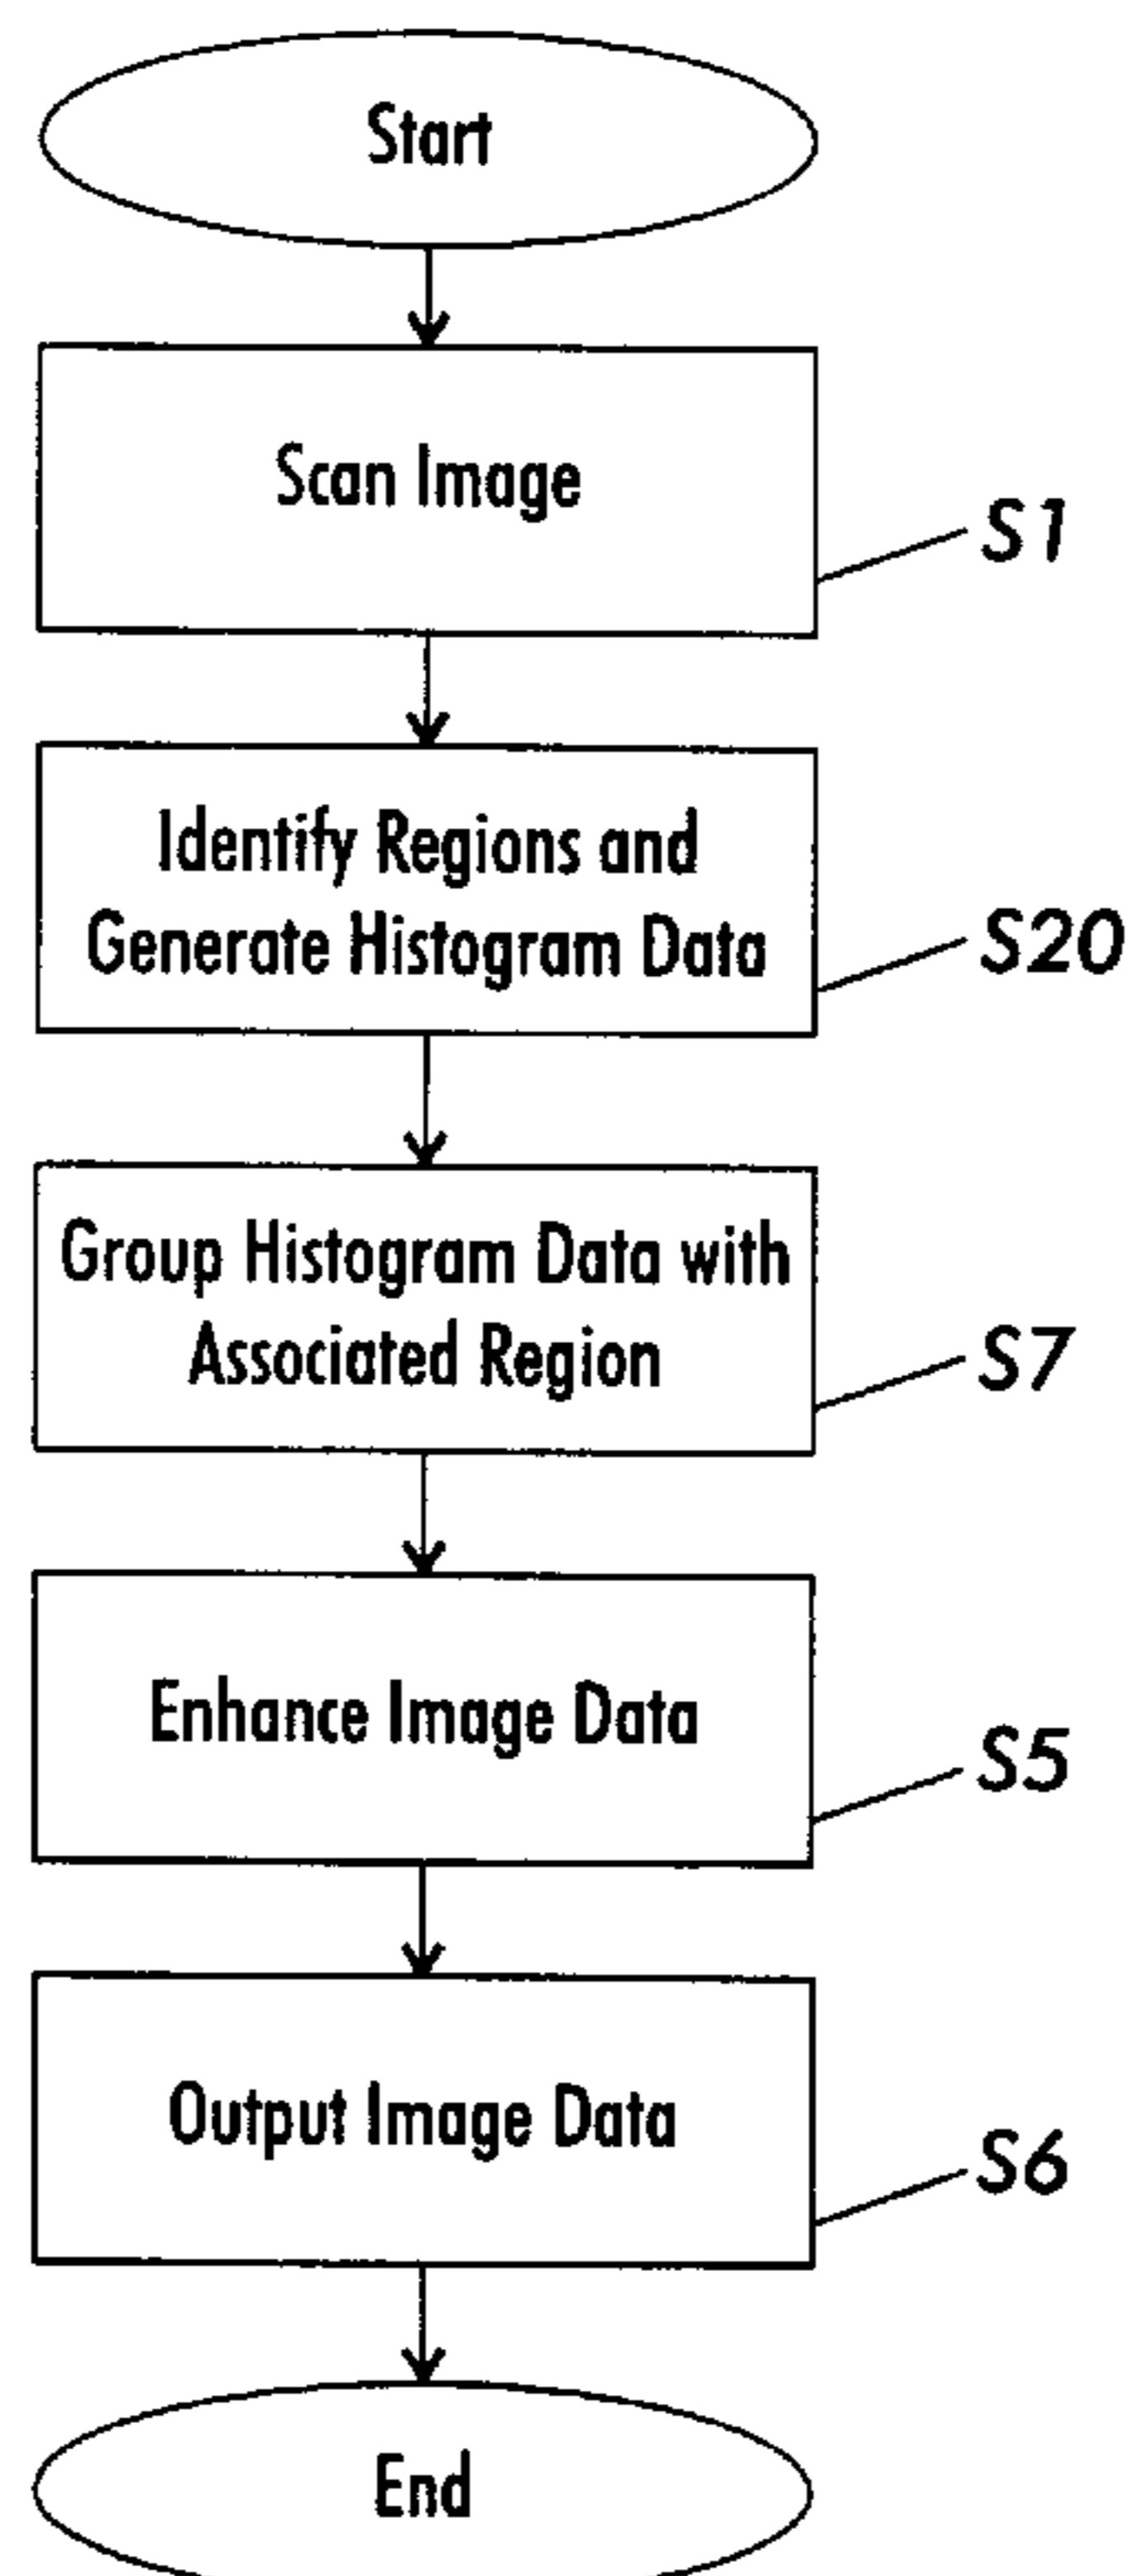 Start
Scan Image
S1
Identify Regions and
Generate Histogram Data
S20
Group Histogram Data with
Associated Region
S7
Enhance Image Data
S5
Output Image Data
S6
End